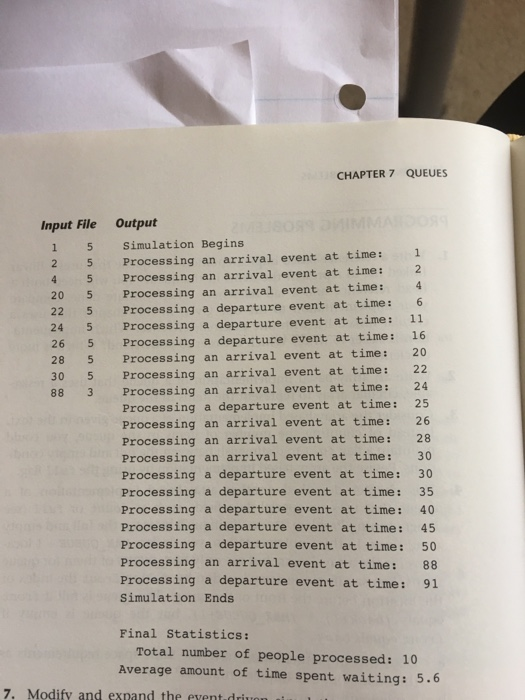 CHAPTER 7 QUEUES
Input File Output
1 5 Simulation Begins
2 5 Processing an arrival event at time: 1
4 5 Processing an arrival event at time: 2
20 5 Processing an arrival event at time: 4
22 5 Processing a departure event at time: 6
24 5 Processing a departure event at time: 11
26 5 Processing a departure event at time: 16
28 5 Processing an arrival event at time: 20
30 5 Processing an arrival event at time: 22
88 3 Processing an arrival event at time: 24
Processing a departure event at time: 25
Processing an arrival event at time: 26
Processing an arrival event at time: 28
Processing an arrival event at time: 30
Processing a departure event at time: 30
Processing a departure event at time: 35
Processing a departure event at time: 40
Processing a departure event at time: 45
Processing a departure event at time: 50
Processing an arrival event at time: 88
Processing a departure event at time: 91
Simulation Ends
Final Statistics:
Total number of people processed: 10
Average amount of time spent waiting: 5.6
7. Modify and expand the event-driven